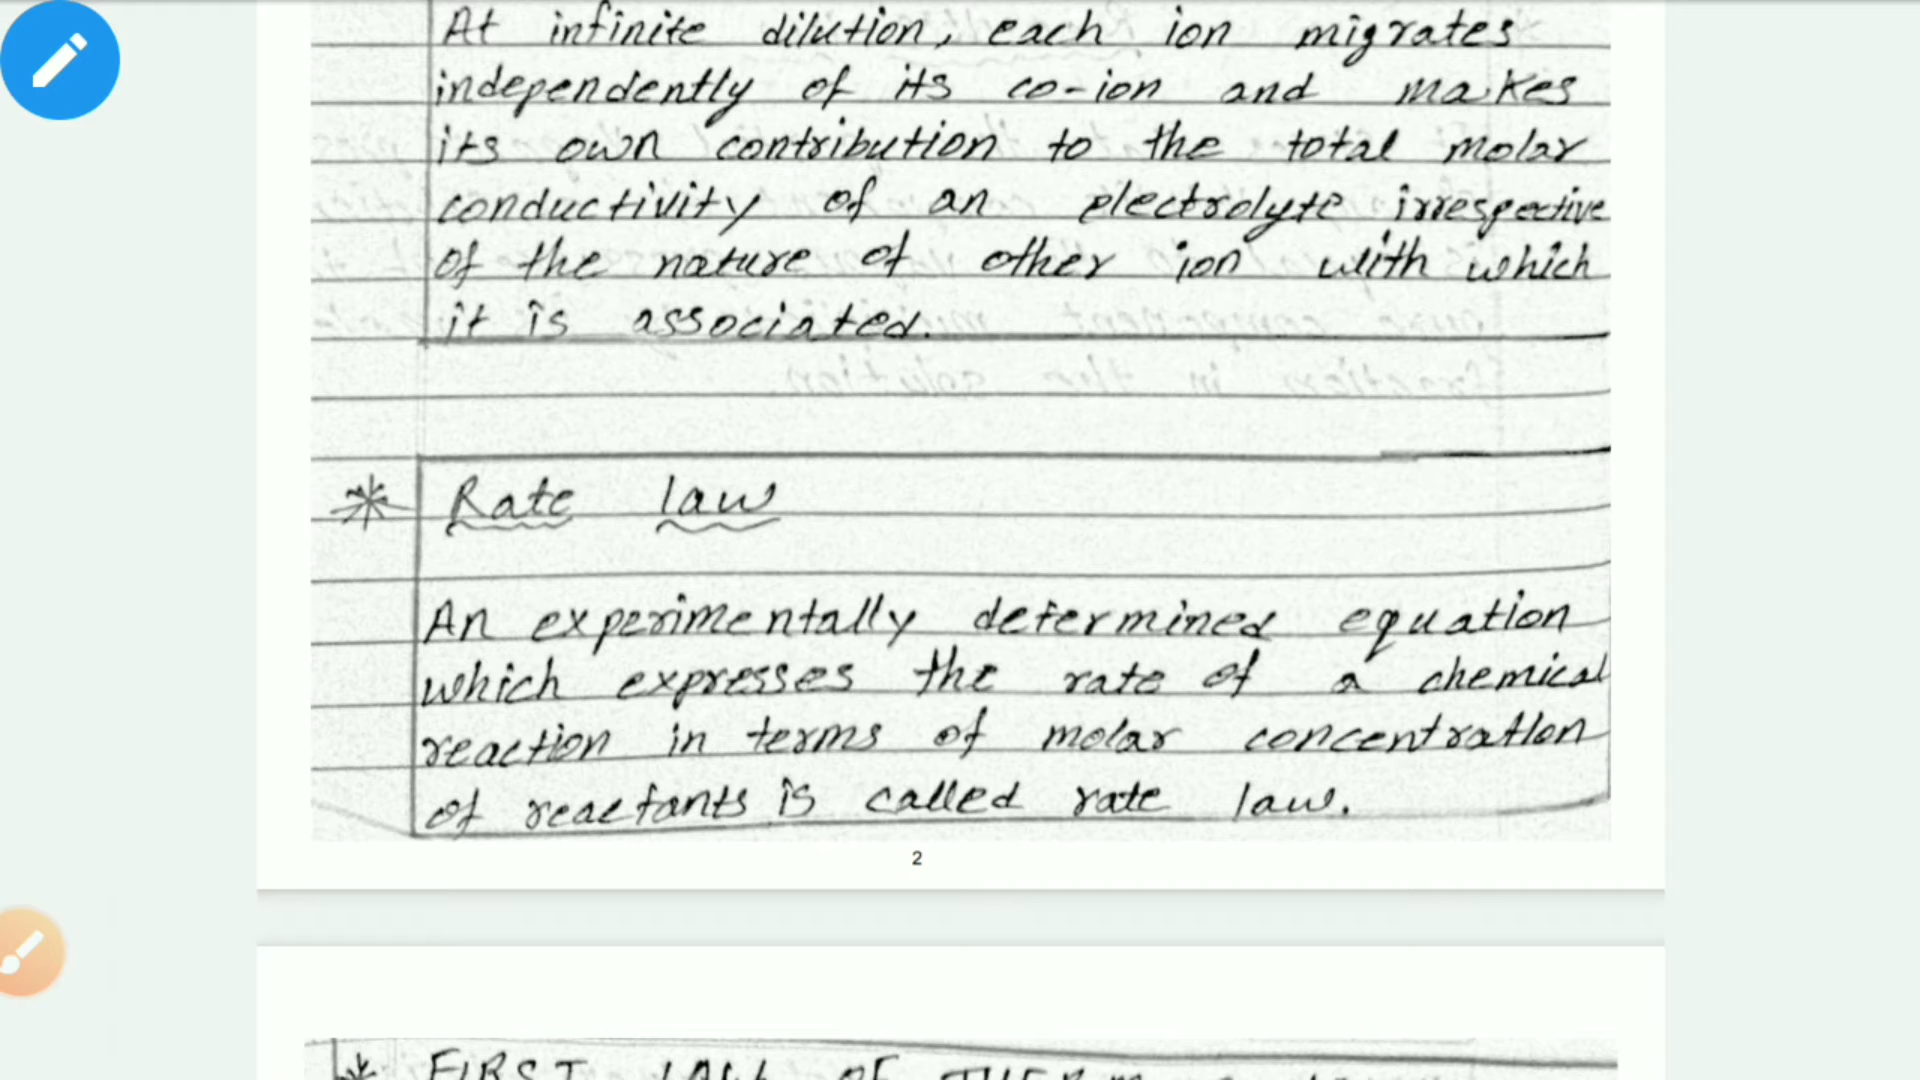 At infinite dilution, each ion migrates
independently of its co-ion and makes
its own contribution to the total molar
conductivity of an electrolyte irrespective
of the nature of other ion with which
it is associated.
* Rate law
An experimentally determined equation
which expresses the rate of a chemical
reaction in terms of molar concentration
of reactants is called rate law.
2
* FIRST LAW OF